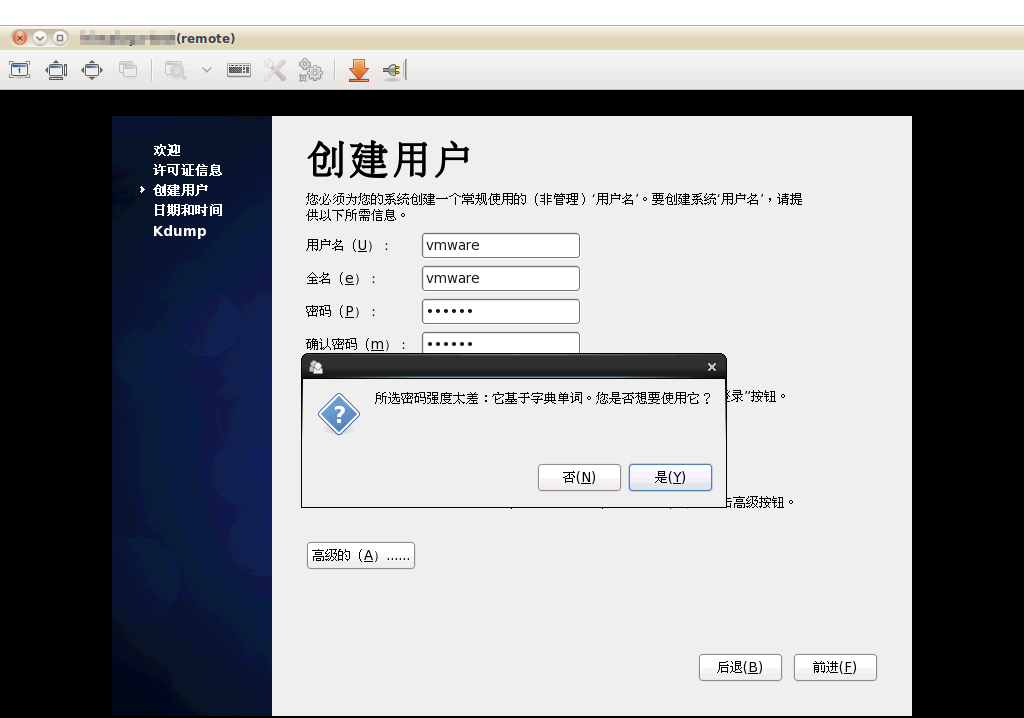 (remote)
欢迎
许可证信息
创建用户
日期和时间
Kdump
创建用户
您必须为您的系统创建一个常规使用的（非管理）‘用户名’。要创建系统‘用户名’，请提
供以下所需信息。
用户名（U）：
vmware
全名（e）：
vmware
密码（P）：
••••••
确认密码（m）：
••••••
所选密码强度太差：它基于字典单词。您是否想要使用它？
否(N)
是(Y)
录”按钮。
击高级按钮。
高级的（A）......
后退(B)
前进(F)